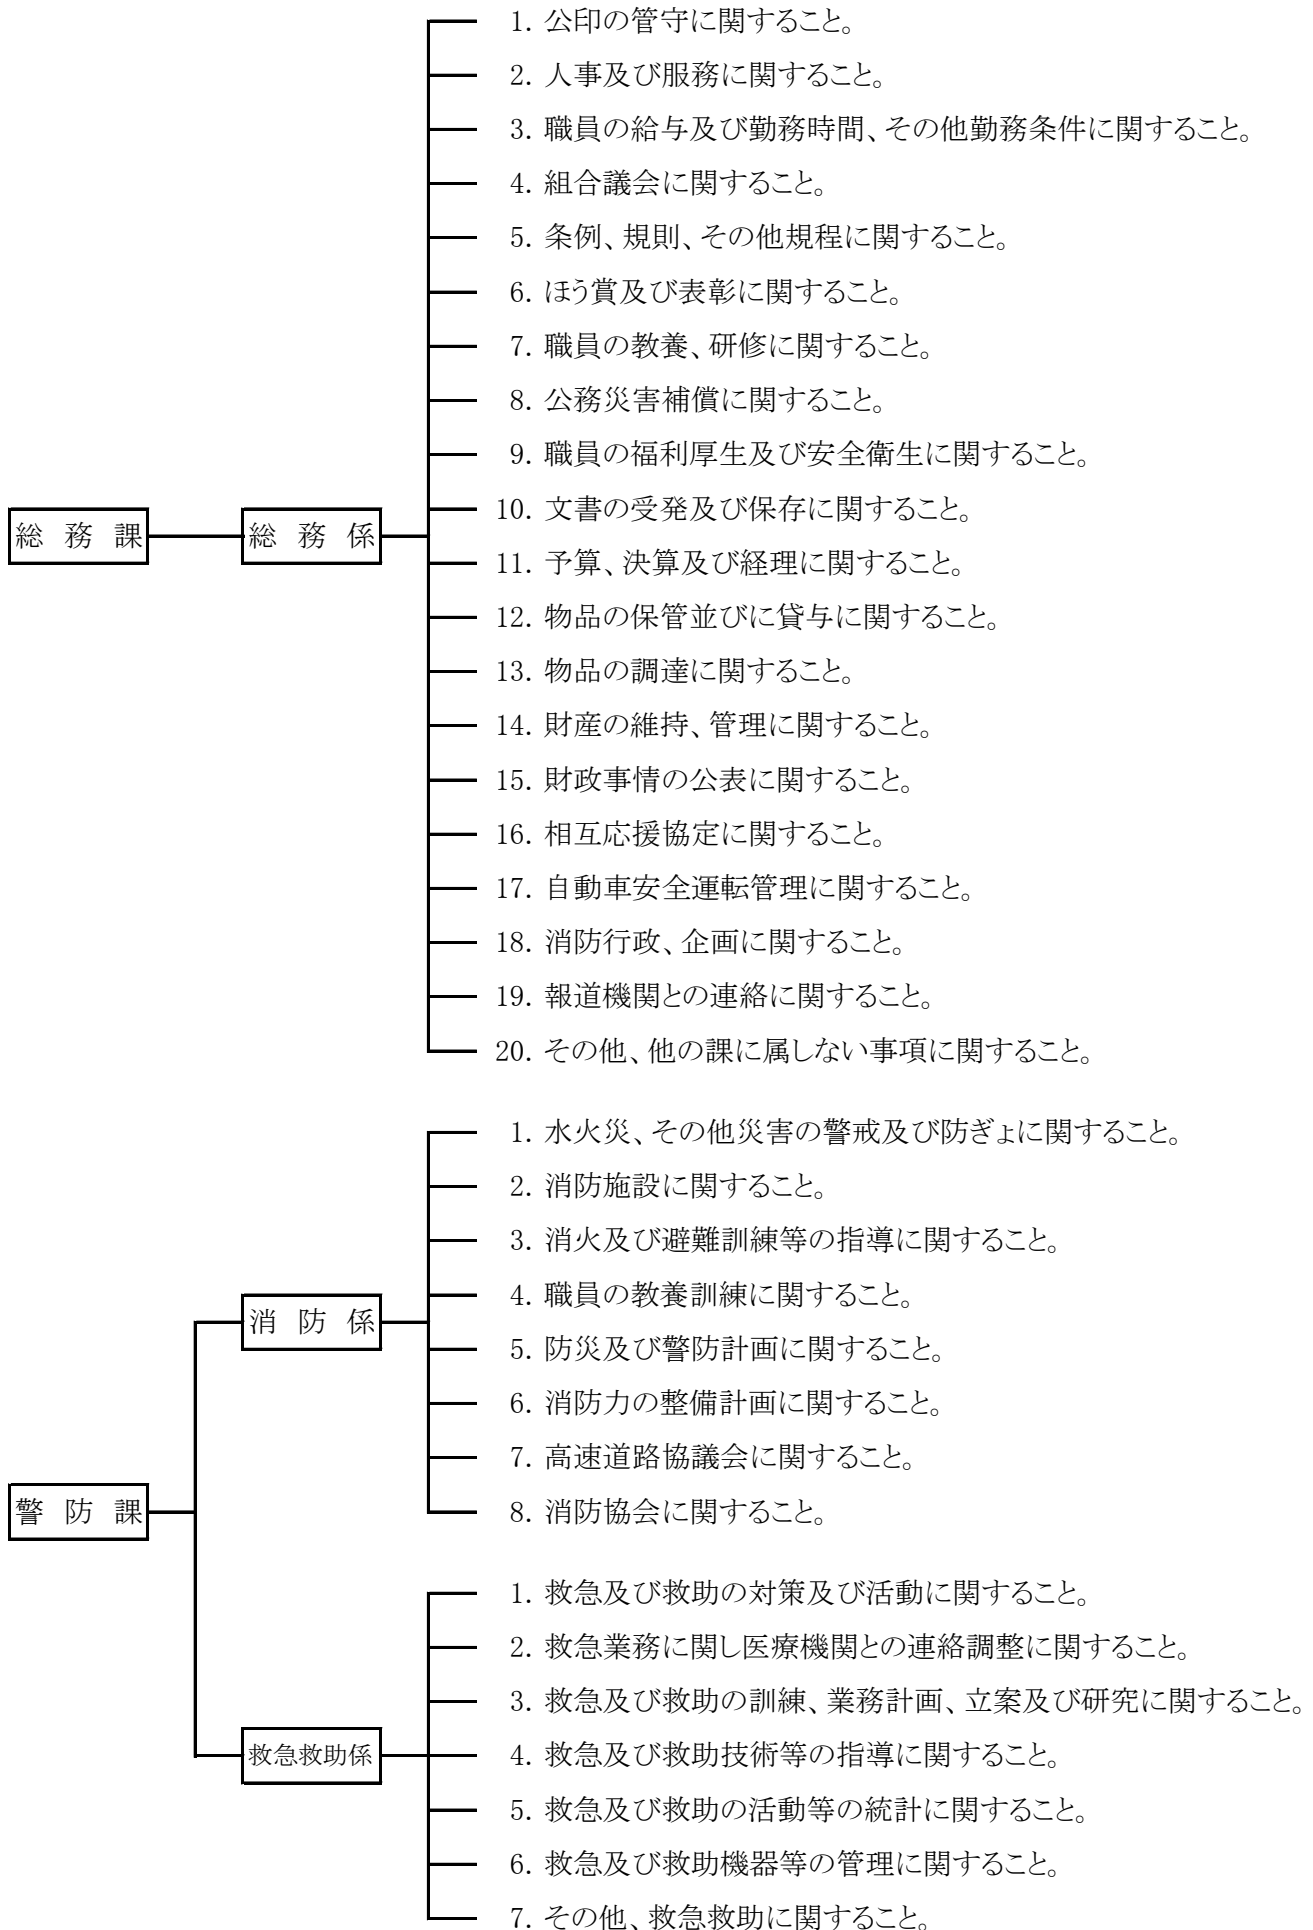 1. 公印の管守に関すること。
2. 人事及び服務に関すること。
3. 職員の給与及び勤務時間、その他勤務条件に関すること。
4. 組合議会に関すること。
5. 条例、規則、その他規程に関すること。
6. ほう賞及び表彰に関すること。
7. 職員の教養、研修に関すること。
8. 公務災害補償に関すること。
9. 職員の福利厚生及び安全衛生に関すること。
10. 文書の受発及び保存に関すること。
総務課
総務係
11. 予算、決算及び経理に関すること。
12. 物品の保管並びに貸与に関すること。
13. 物品の調達に関すること。
14. 財産の維持、管理に関すること。
15. 財政事情の公表に関すること。
16. 相互応援協定に関すること。
17. 自動車安全運転管理に関すること。
18. 消防行政、企画に関すること。
19. 報道機関との連絡に関すること。
20. その他、他の課に属しない事項に関すること。
1. 水火災、その他災害の警戒及び防ぎょに関すること。
2. 消防施設に関すること。
3. 消火及び避難訓練等の指導に関すること。
4. 職員の教養訓練に関すること。
消防係
5. 防災及び警防計画に関すること。
6. 消防力の整備計画に関すること。
7. 高速道路協議会に関すること。
警防課
8. 消防協会に関すること。
1. 救急及び救助の対策及び活動に関すること。
2. 救急業務に関し医療機関との連絡調整に関すること。
3. 救急及び救助の訓練、業務計画、立案及び研究に関すること。
救急救助係
4. 救急及び救助技術等の指導に関すること。
5. 救急及び救助の活動等の統計に関すること。
6. 救急及び救助機器等の管理に関すること。
7. その他、救急救助に関すること。